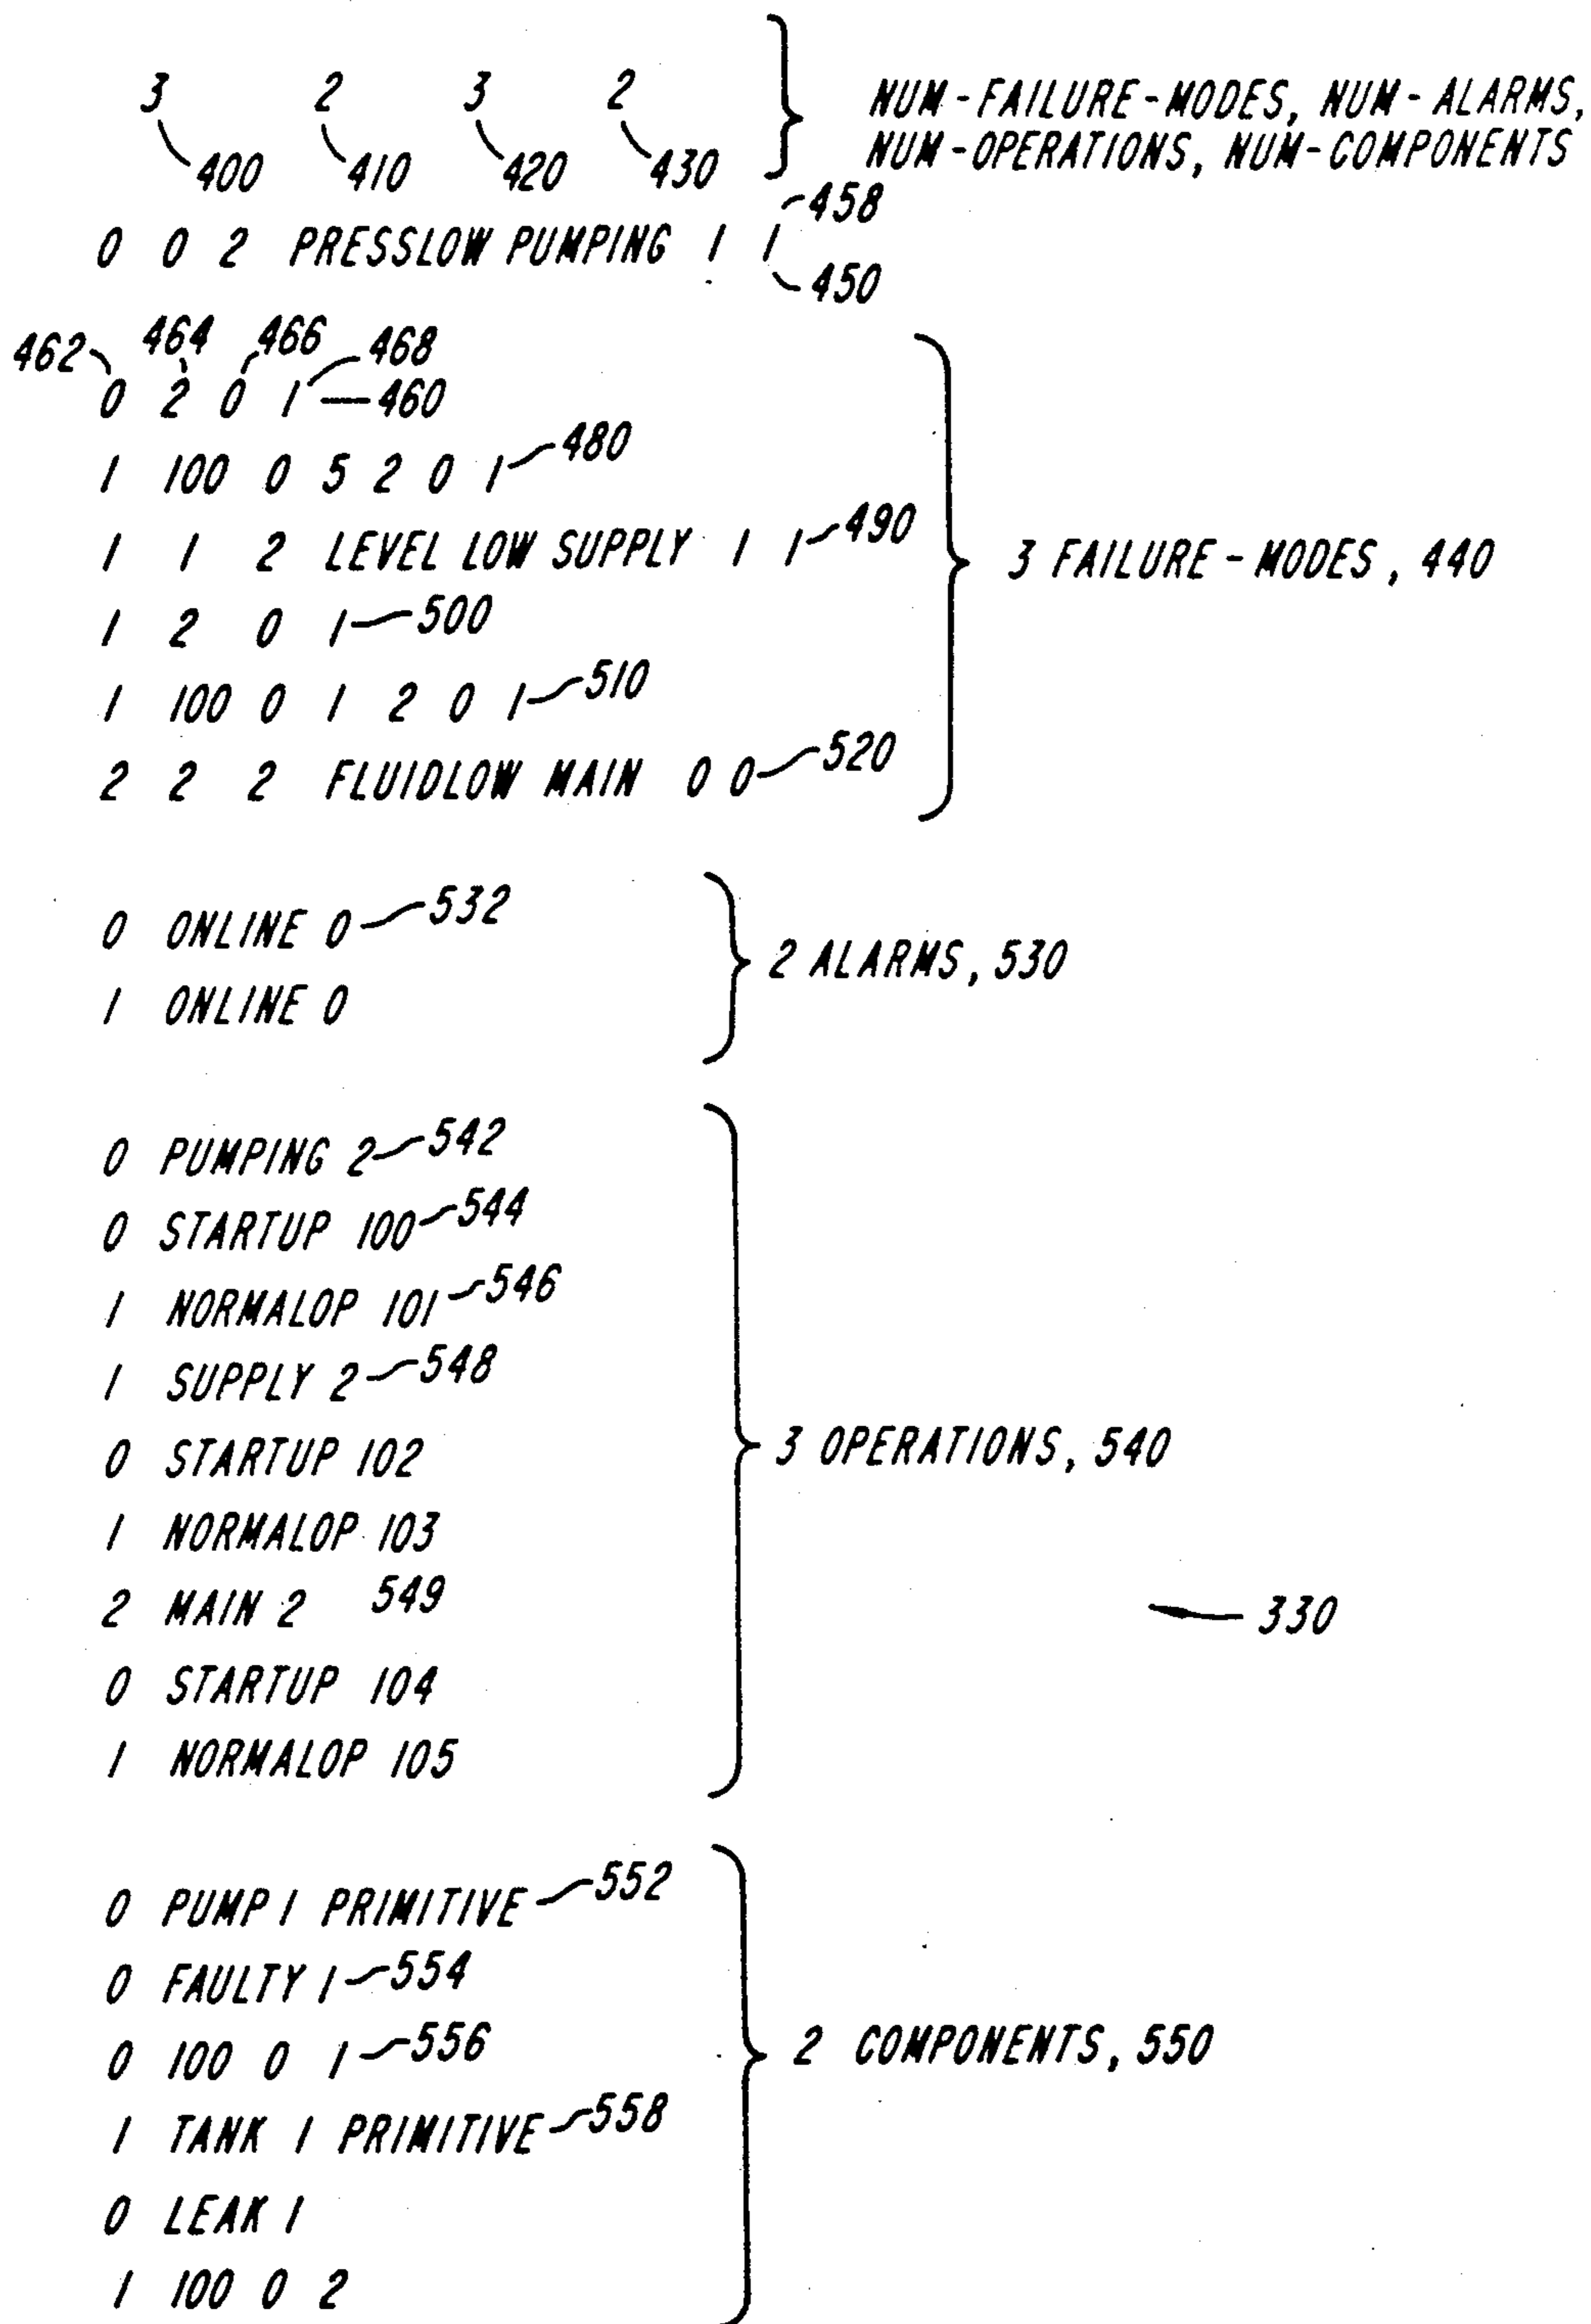 3 2 3 2 NUM-FAILURE-MODES, NUM-ALARMS,
400 410 420 430 NUM-OPERATIONS, NUM-COMPONENTS
458
0 0 2 PRESSLOW PUMPING 1 1
450
462 464 466 468
0 2 0 1 460
1 100 0 5 2 0 1 480
1 1 2 LEVEL LOW SUPPLY 1 1 490
3 FAILURE-MODES, 440
1 2 0 1 500
1 100 0 1 2 0 1 510
2 2 2 FLUIDLOW MAIN 0 0 520
0 ONLINE 0 532
2 ALARMS, 530
1 ONLINE 0
0 PUMPING 2 542
0 STARTUP 100 544
1 NORMALOP 101 546
1 SUPPLY 2 548
0 STARTUP 102 3 OPERATIONS, 540
1 NORMALOP 103
2 MAIN 2 549 330
0 STARTUP 104
1 NORMALOP 105
0 PUMP 1 PRIMITIVE 552
0 FAULTY 1 554
0 100 0 1 556 2 COMPONENTS, 550
1 TANK 1 PRIMITIVE 558
0 LEAK 1
1 100 0 2